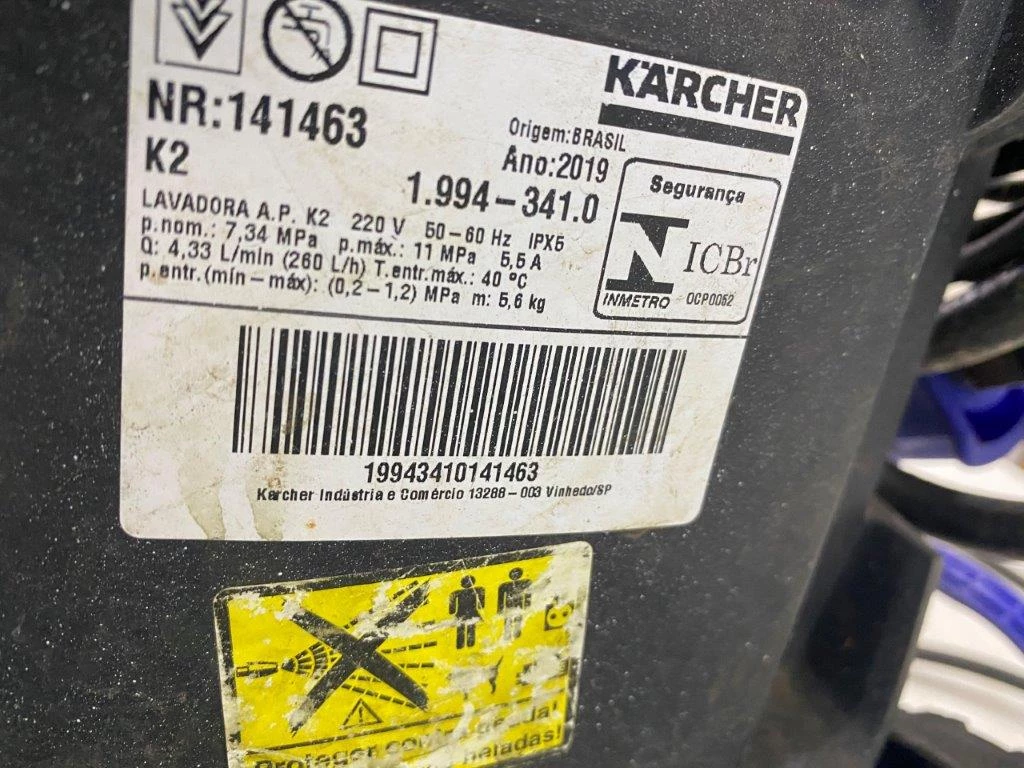 KÄRCHER
NR:141463
Origem:BRASIL
K2
Ano:2019
1.994-341.0
LAVADORA A.P. K2 220 V 50-60 Hz IPX5
p.nom.: 7,34 MPa p.máx.: 11 MPa 5,5 A
Q: 4,33 L/min (260 L/h) T.entr.máx.: 40 °C
p.entr.(mín-máx): (0,2-1,2) MPa m: 5,6 kg
Segurança
ICBr
INMETRO OCP0052
19943410141463
Karcher Indústria e Comércio 13288-003 Vinhedo/SP
Proteger